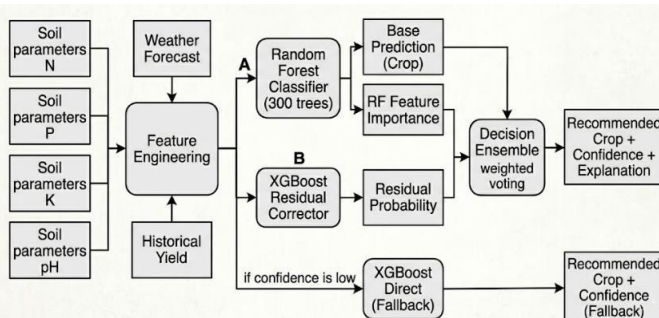 Soil
parameters
N
Soil
parameters
P
Soil
parameters
K
Soil
parameters
pH
Weather
Forecast
Feature
Engineering
Historical
Yield
A
Random
Forest
Classifier
(300 trees)
B
XGBoost
Residual
Corrector
if confidence is low
Base
Prediction
(Crop)
RF Feature
Importance
Residual
Probability
XGBoost
Direct
(Fallback)
Decision
Ensemble
weighted
voting
Recommended
Crop +
Confidence +
Explanation
Recommended
Crop +
Confidence
(Fallback)